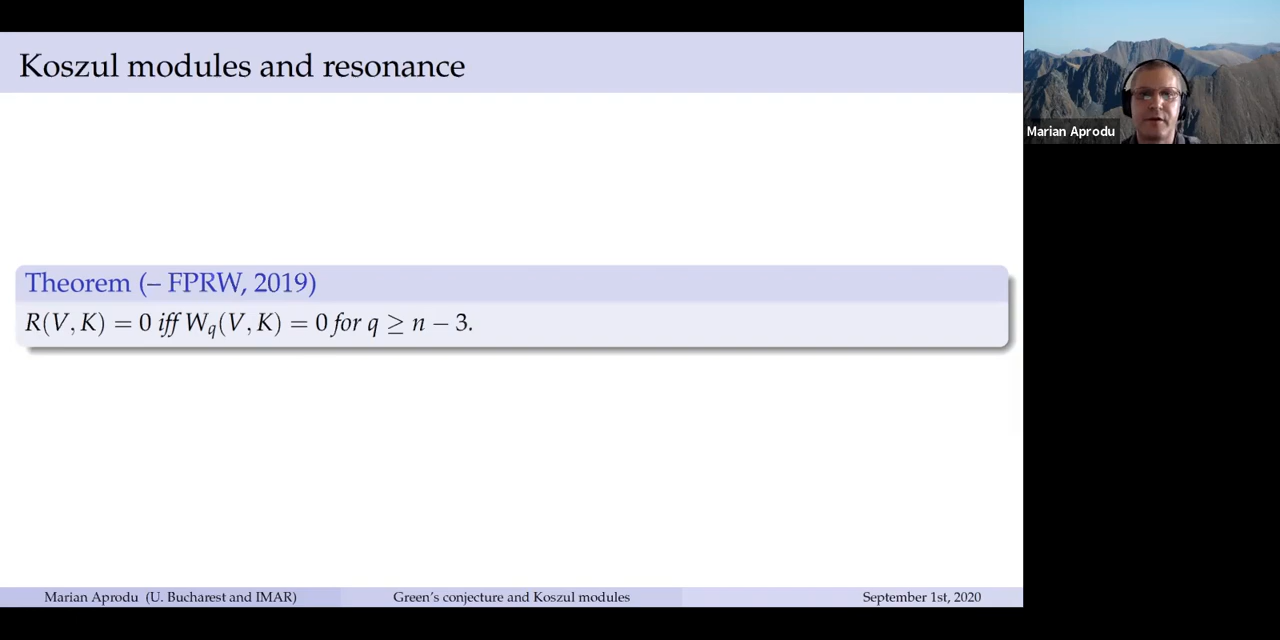 Koszul modules and resonance
Marian Aprodu
Theorem (– FPRW, 2019)
R(V, K) = 0 iff W_q(V, K) = 0 for q ≥ n − 3.
Marian Aprodu (U. Bucharest and IMAR) Green's conjecture and Koszul modules September 1st, 2020